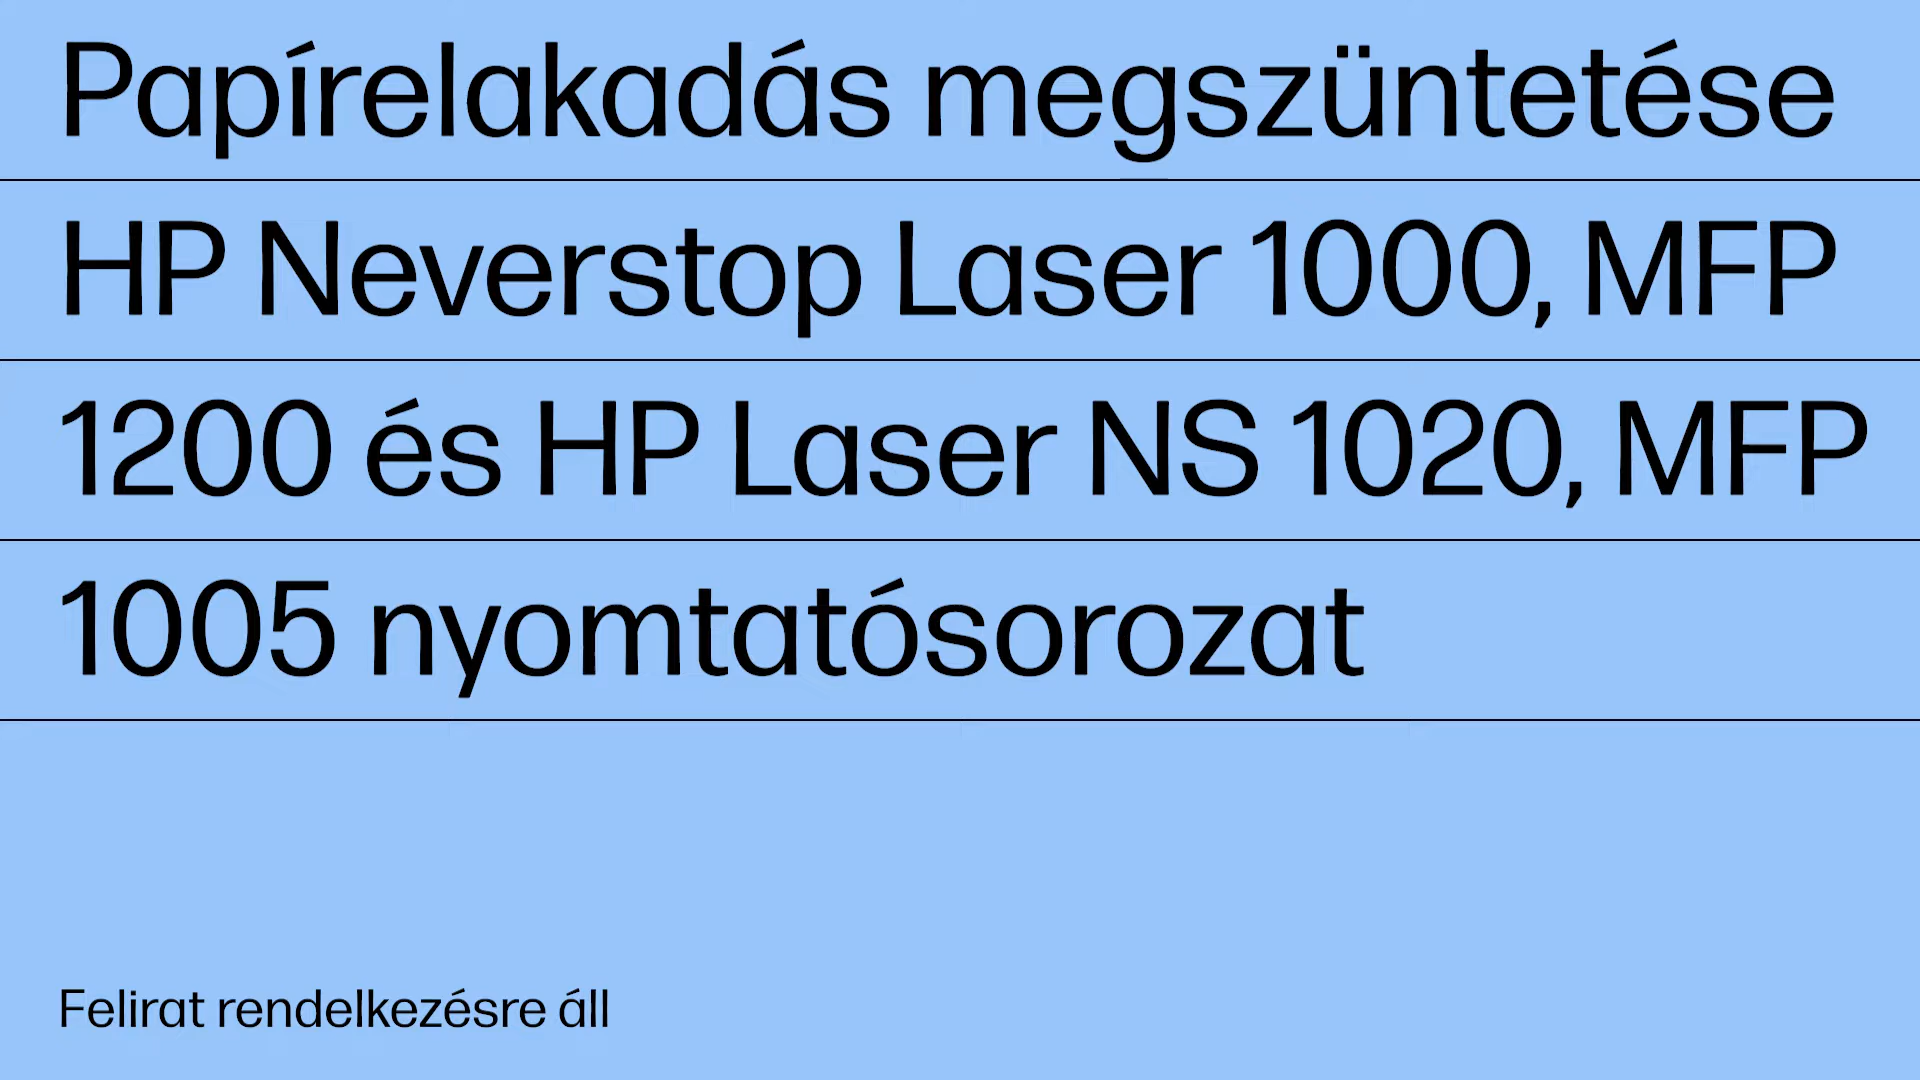 Papírelakadás megszüntetése
HP Neverstop Laser 1000, MFP
1200 és HP Laser NS 1020, MFP
1005 nyomtatósorozat
Felirat rendelkezésre áll